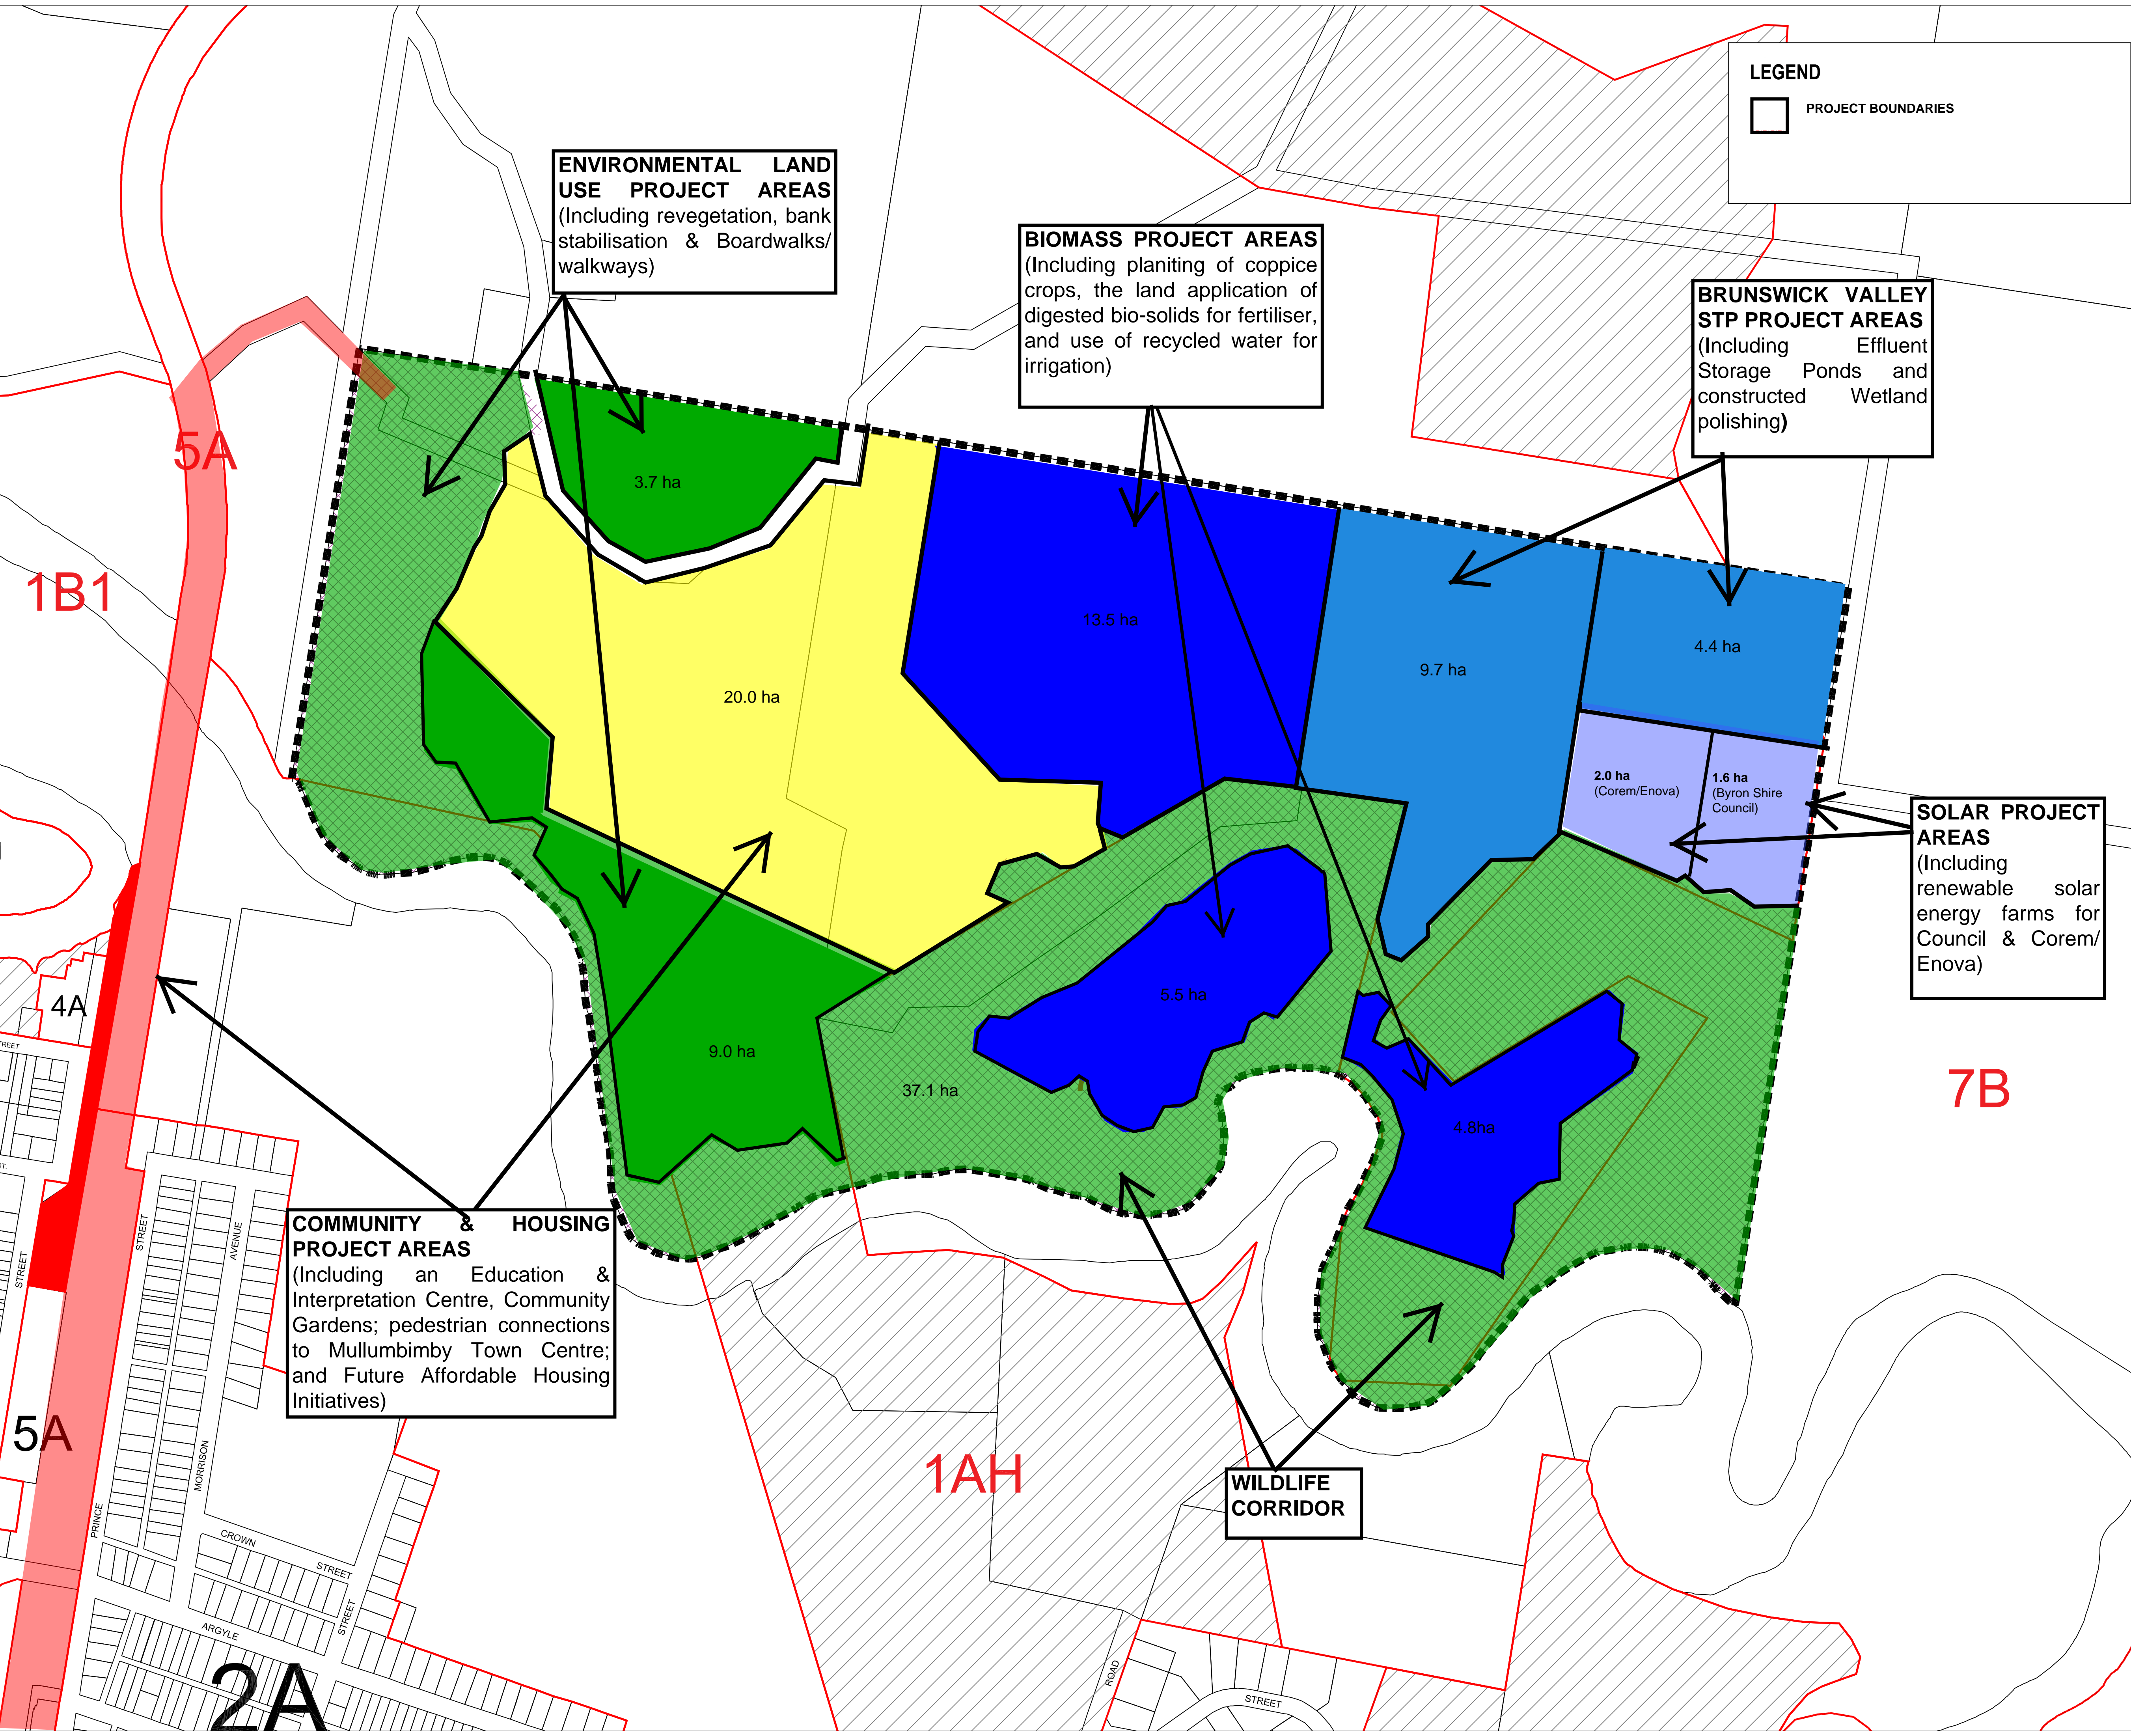 LEGEND
PROJECT BOUNDARIES
ENVIRONMENTAL LAND
USE PROJECT AREAS
(Including revegetation, bank
stabilisation & Boardwalks/
walkways)
BIOMASS PROJECT AREAS
(Including planiting of coppice
crops, the land application of
digested bio-solids for fertiliser,
and use of recycled water for
irrigation)
BRUNSWICK VALLEY
STP PROJECT AREAS
(Including Effluent
Storage Ponds and
constructed Wetland
polishing)
5A
1B1
3.7 ha
20.0 ha
13.5 ha
9.7 ha
4.4 ha
2.0 ha
(Corem/Enova)
1.6 ha
(Byron Shire
Council)
SOLAR PROJECT
AREAS
(Including
renewable solar
energy farms for
Council & Corem/
Enova)
4A
5.5 ha
9.0 ha
37.1 ha
4.8ha
7B
COMMUNITY & HOUSING
PROJECT AREAS
(Including an Education &
Interpretation Centre, Community
Gardens; pedestrian connections
to Mullumbimby Town Centre;
and Future Affordable Housing
Initiatives)
WILDLIFE
CORRIDOR
1AH
5A
2A
STREET
STREET
AVENUE
MORRISON
PRINCE
CROWN
STREET
ARGYLE
STREET
ROAD
STREET